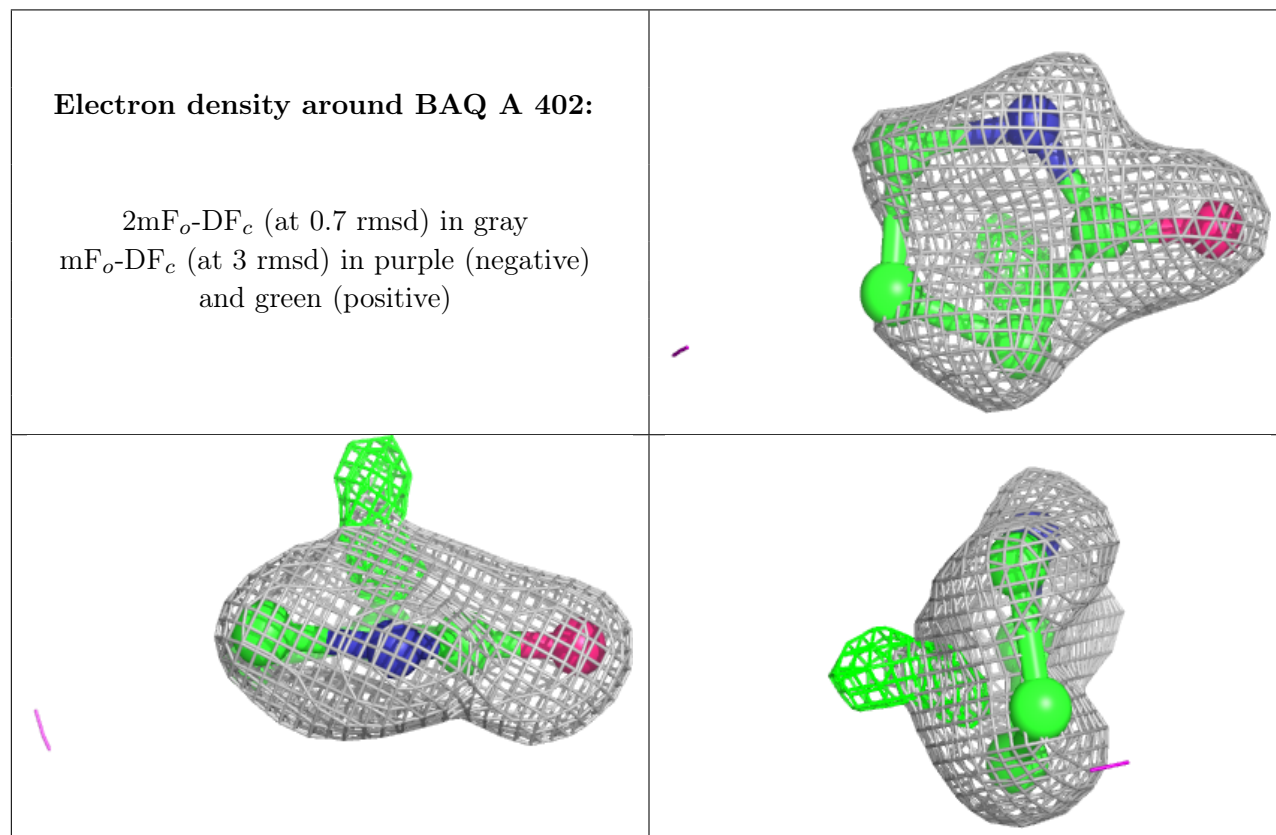 Electron density around BAQ A 402:
2mFₒ-DF𝑐 (at 0.7 rmsd) in gray
mFₒ-DF𝑐 (at 3 rmsd) in purple (negative)
and green (positive)